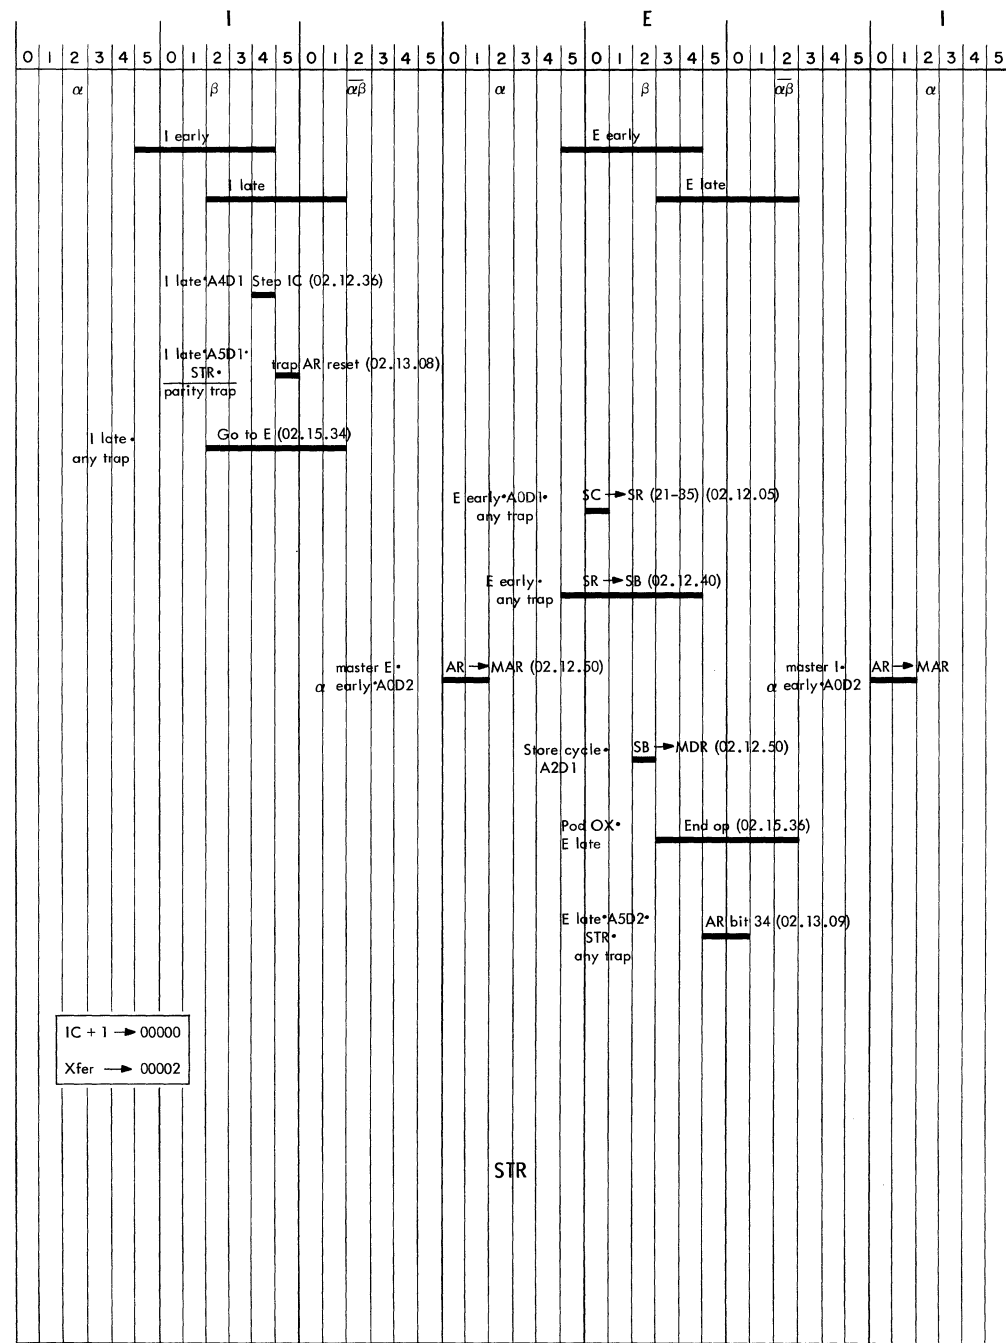 I E I
0 1 2 3 4 5 0 1 2 3 4 5 0 1 2 3 4 5 0 1 2 3 4 5 0 1 2 3 4 5 0 1 2 3 4 5 0 1 2 3 4 5
α β α̅β̅ α β α̅β̅ α
I early E early
I late E late
I late•A4D1 Step IC (02.12.36)
I late•A5D1•
STR•
parity trap
trap AR reset (02.13.08)
I late•
any trap
Go to E (02.15.34)
E early•A0D1•
any trap
SC → SR (21-35) (02.12.05)
E early•
any trap
SR → SB (02.12.40)
master E•
α early•A0D2
AR → MAR (02.12.50)
master I•
α early•A0D2
AR → MAR
Store cycle•
A2D1
SB → MDR (02.12.50)
Pod OX•
E late
End op (02.15.36)
E late•A5D2•
STR•
any trap
AR bit 34 (02.13.09)
IC + 1 → 00000
Xfer → 00002
STR